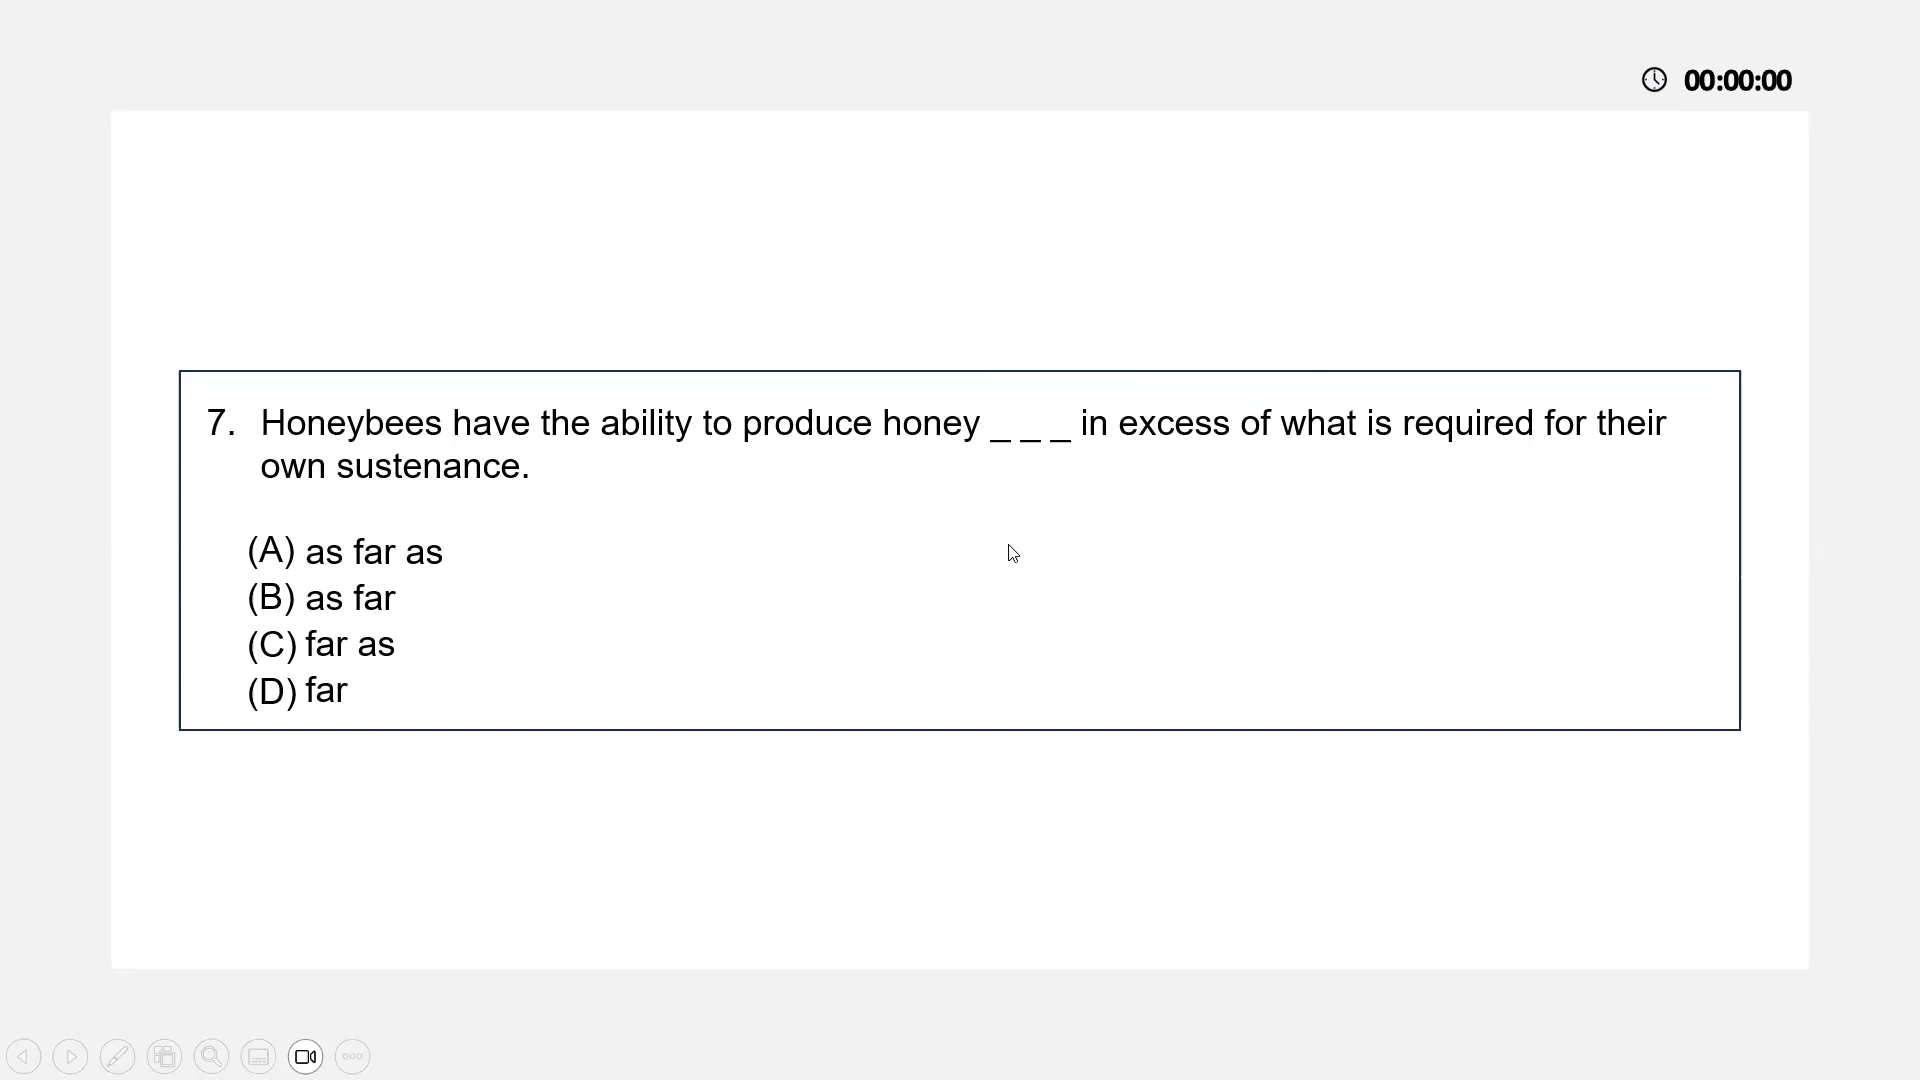 00:00:00
7. Honeybees have the ability to produce honey _ _ _ in excess of what is required for their
own sustenance.
(A) as far as
(B) as far
(C) far as
(D) far